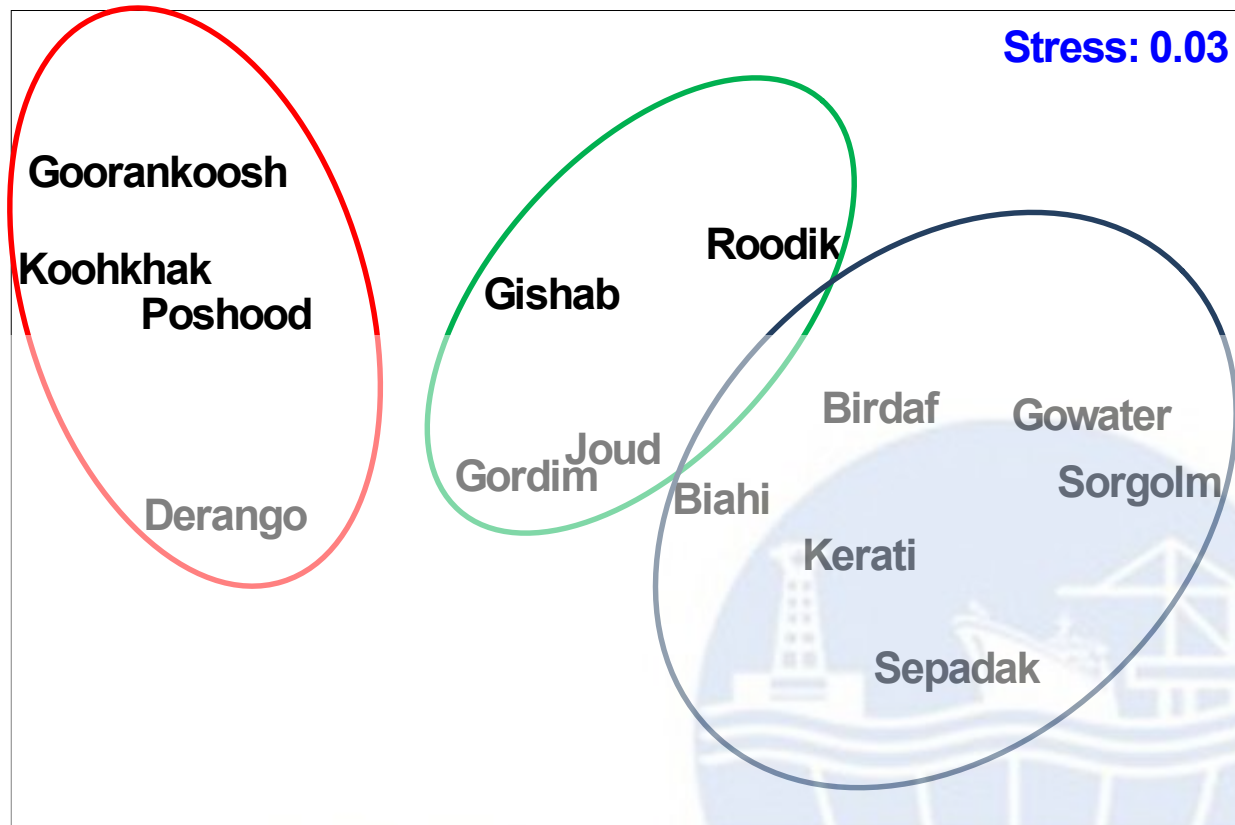 Stress: 0.03
Goorankoosh
Roodik
Koohkhak
Gishab
Poshood
Birdaf
Gowater
Joud
Gordim
Sorgolm
Biahi
Derango
Kerati
Sepadak